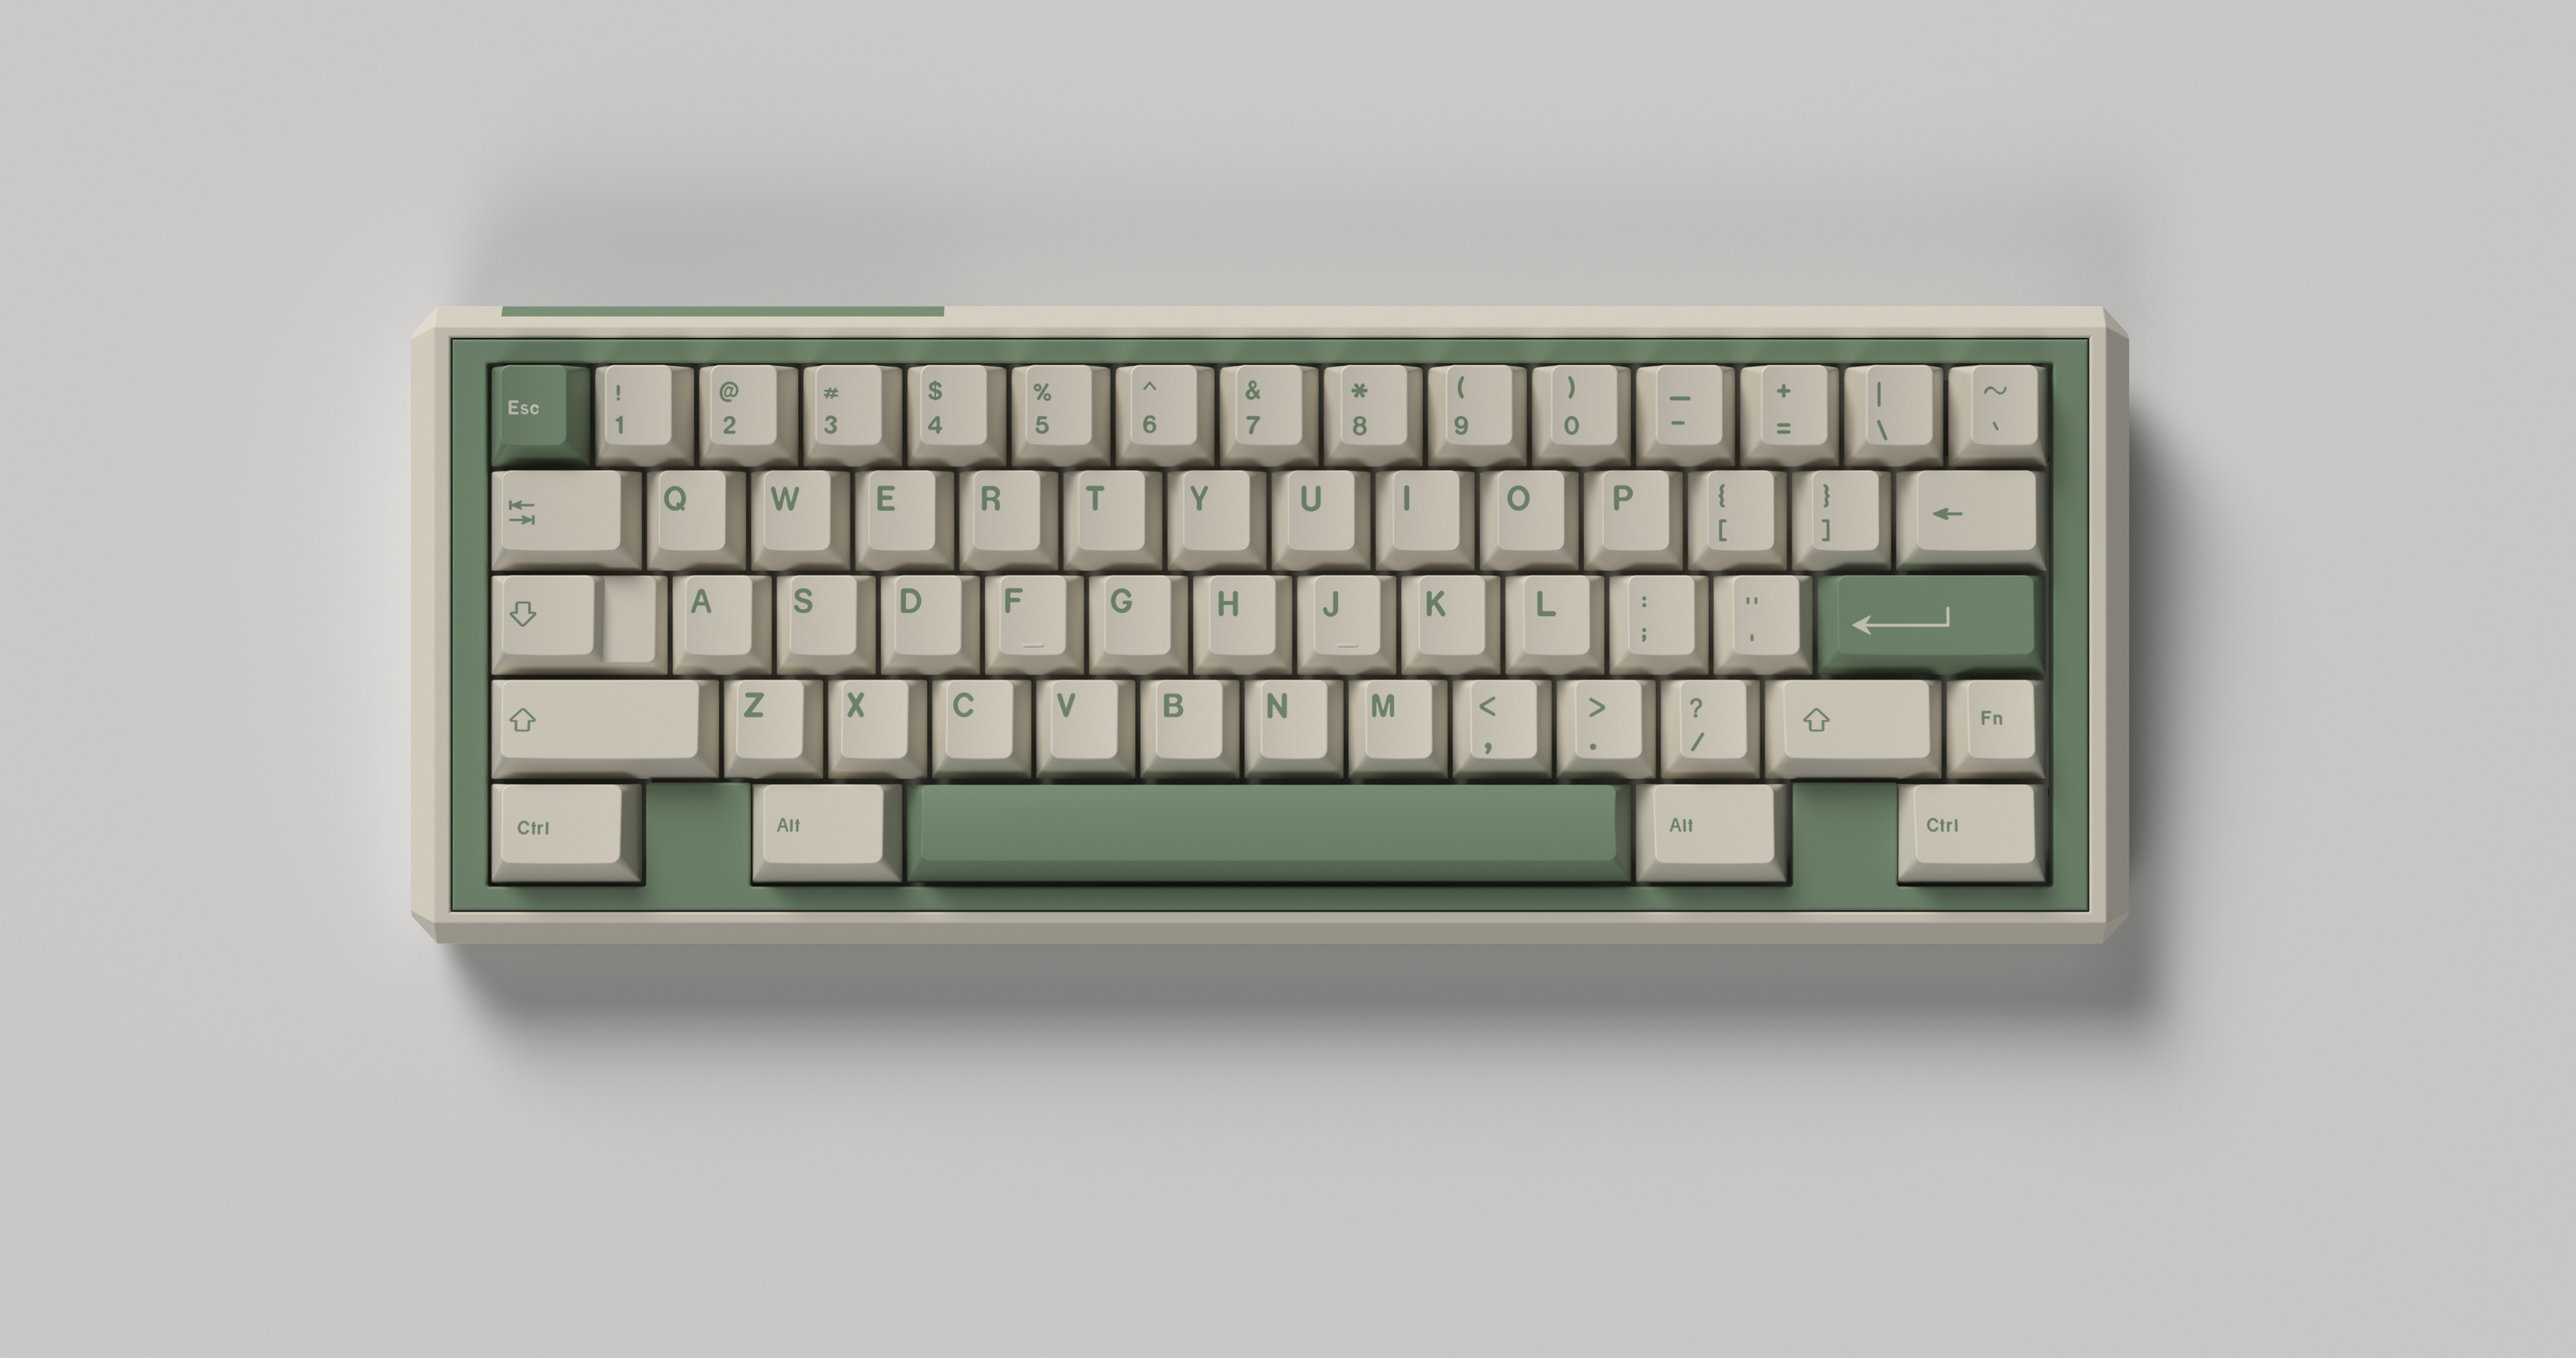 ! @ # $ % ^ & * ( ) _ + | ~
Esc 1 2 3 4 5 6 7 8 9 0 - = \ `
Q W E R T Y U I O P { }
[ ]
A S D F G H J K L : "
; '
Z X C V B N M < > ? Fn
, . /
Ctrl Alt Alt Ctrl